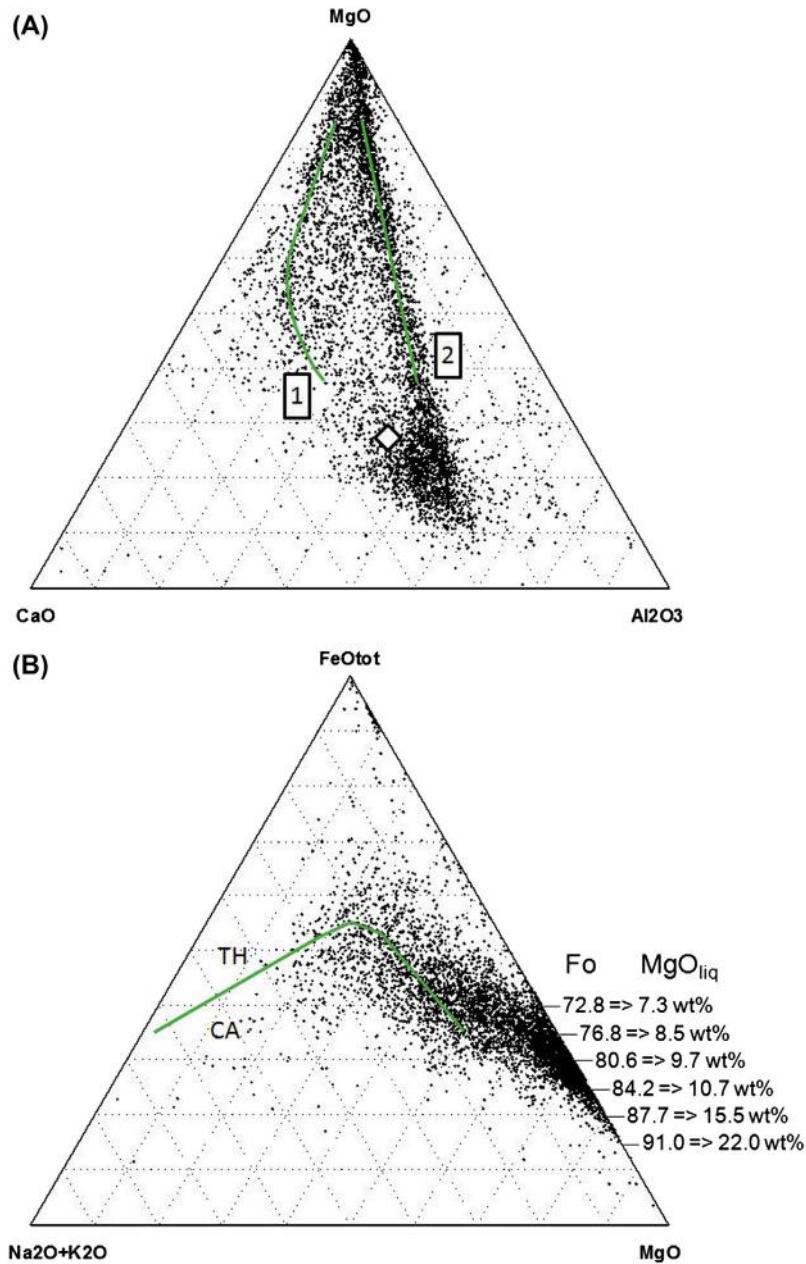 (A)
MgO
2
1
CaO
Al2O3
(B)
FeOtot
TH
CA
Fo MgOliq
72.8 => 7.3 wt%
76.8 => 8.5 wt%
80.6 => 9.7 wt%
84.2 => 10.7 wt%
87.7 => 15.5 wt%
91.0 => 22.0 wt%
Na2O+K2O
MgO